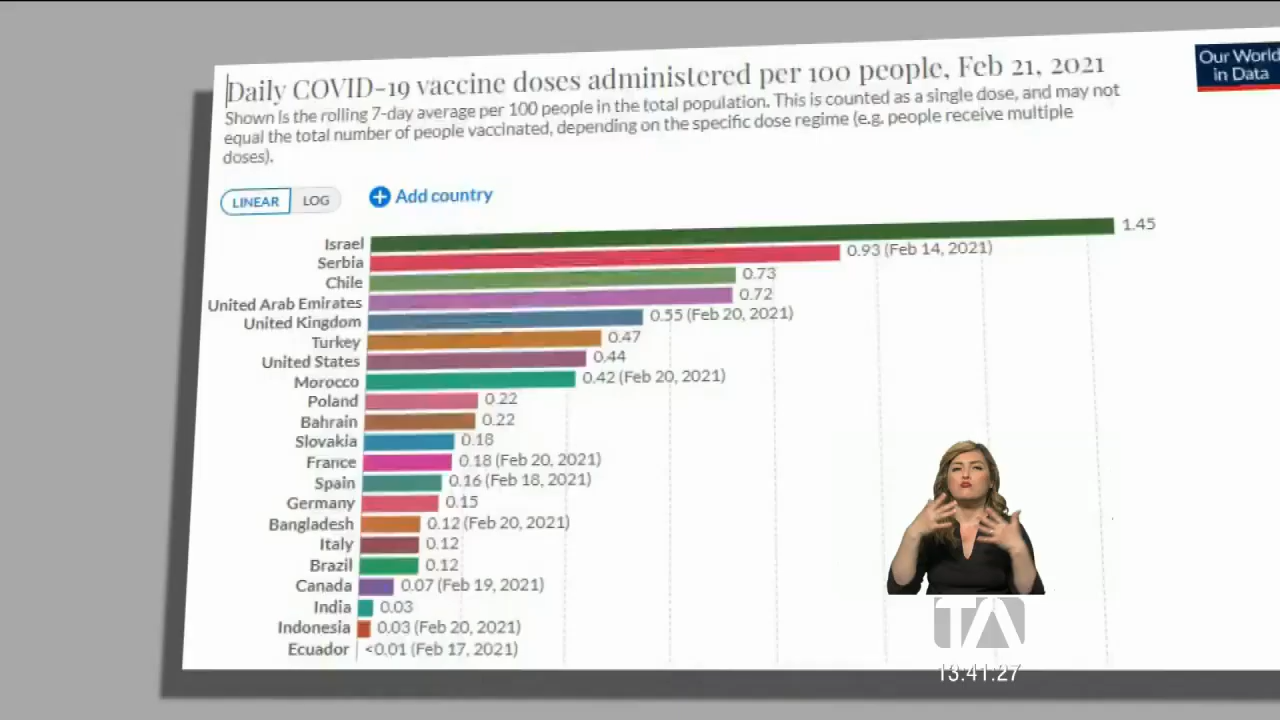 Daily COVID-19 vaccine doses administered per 100 people, Feb 21, 2021
Our World
in Data
Shown is the rolling 7-day average per 100 people in the total population. This is counted as a single dose, and may not
equal the total number of people vaccinated, depending on the specific dose regime (e.g. people receive multiple
doses).
LINEAR LOG + Add country
Israel 1.45
Serbia 0.93 (Feb 14, 2021)
Chile 0.73
United Arab Emirates 0.72
United Kingdom 0.55 (Feb 20, 2021)
Turkey 0.47
United States 0.44
Morocco 0.42 (Feb 20, 2021)
Poland 0.22
Bahrain 0.22
Slovakia 0.18
France 0.18 (Feb 20, 2021)
Spain 0.16 (Feb 18, 2021)
Germany 0.15
Bangladesh 0.12 (Feb 20, 2021)
Italy 0.12
Brazil 0.12
Canada 0.07 (Feb 19, 2021)
India 0.03
Indonesia 0.03 (Feb 20, 2021)
Ecuador <0.01 (Feb 17, 2021)
TA
13:41:27